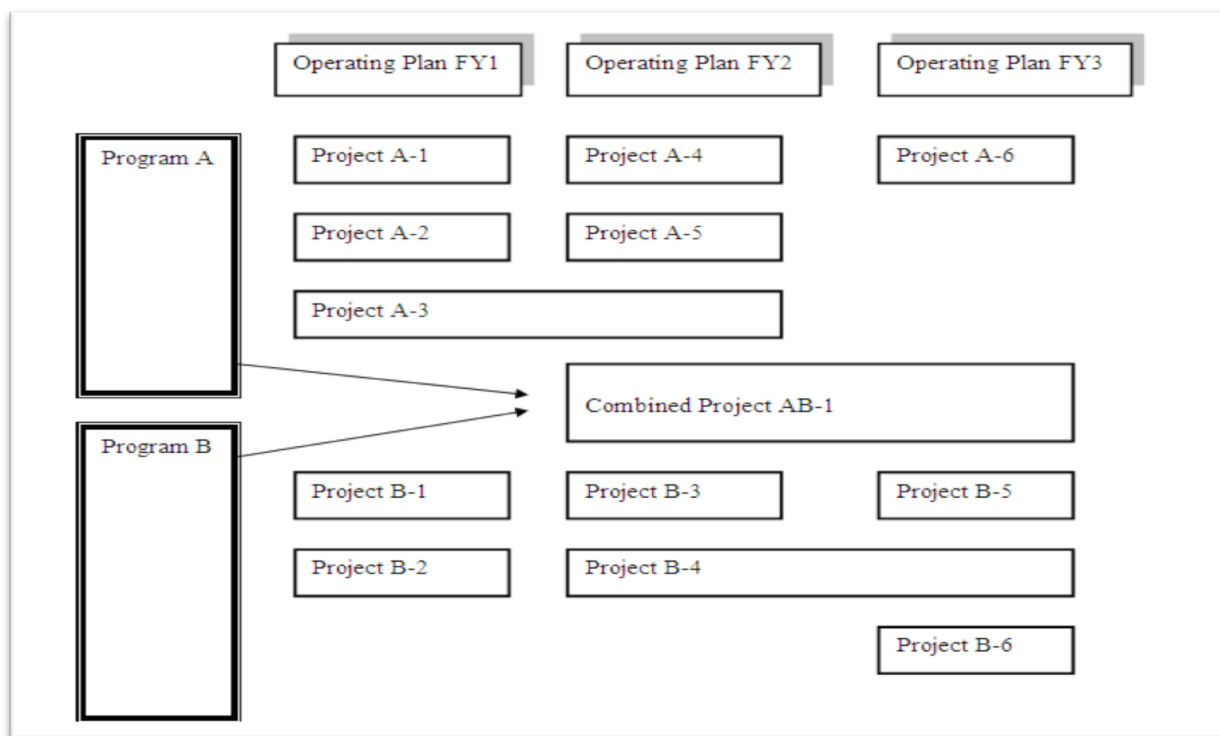 Operating Plan FY1
Operating Plan FY2
Operating Plan FY3
Program A
Project A-1
Project A-4
Project A-6
Project A-2
Project A-5
Project A-3
Combined Project AB-1
Program B
Project B-1
Project B-3
Project B-5
Project B-2
Project B-4
Project B-6